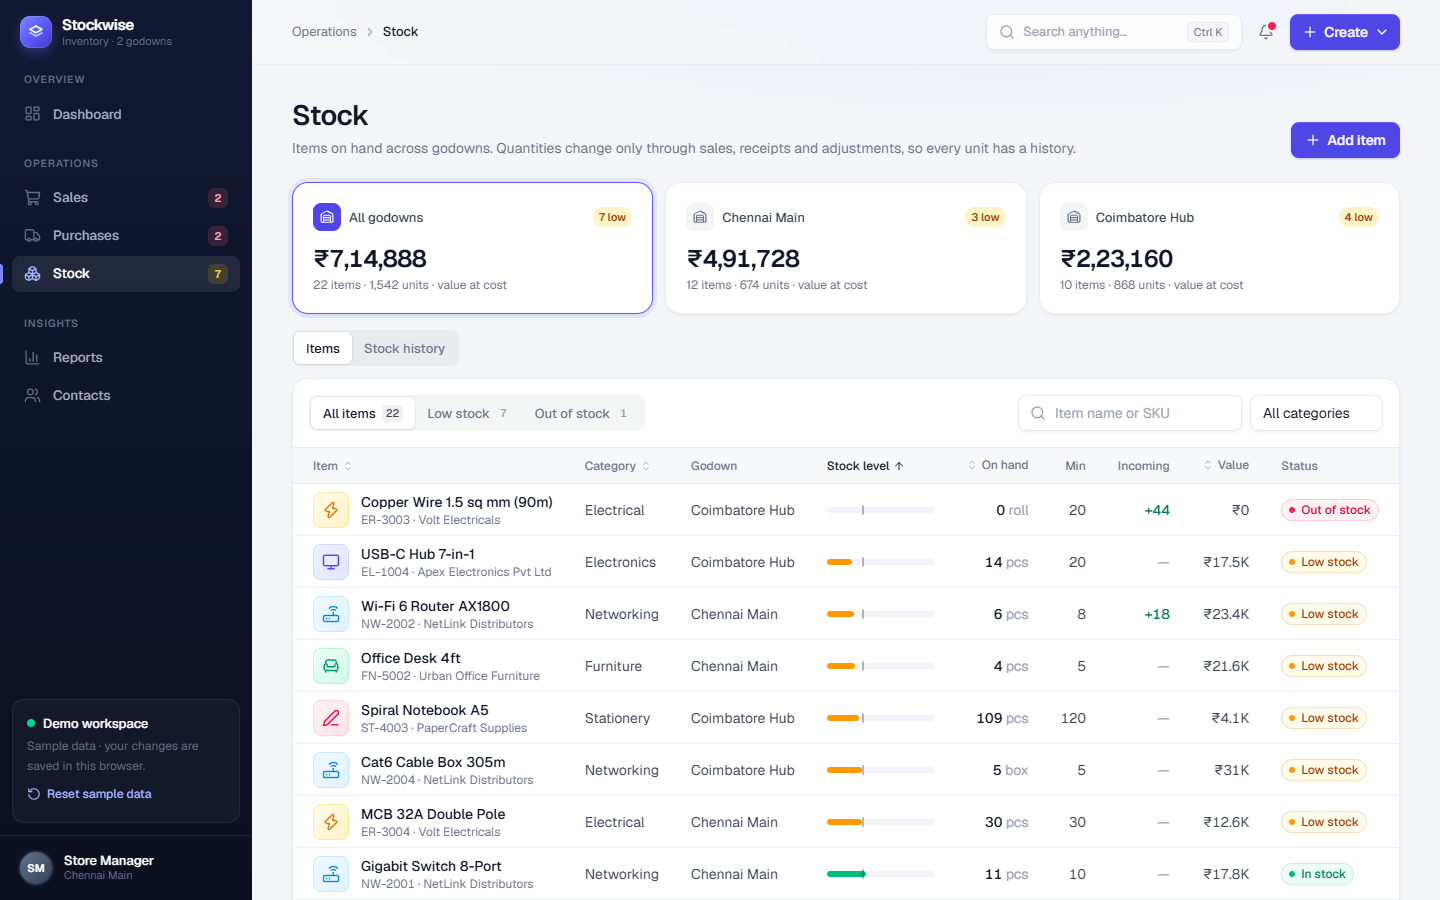 Stockwise
Inventory · 2 godowns
OVERVIEW
Dashboard
OPERATIONS
Sales 2
Purchases 2
Stock 7
INSIGHTS
Reports
Contacts
Demo workspace
Sample data · your changes are
saved in this browser.
Reset sample data
SM
Store Manager
Chennai Main
Operations > Stock
Search anything... Ctrl K
Create
Stock
Items on hand across godowns. Quantities change only through sales, receipts and adjustments, so every unit has a history.
Add item
All godowns 7 low
₹7,14,888
22 items · 1,542 units · value at cost
Chennai Main 3 low
₹4,91,728
12 items · 674 units · value at cost
Coimbatore Hub 4 low
₹2,23,160
10 items · 868 units · value at cost
Items Stock history
All items 22 Low stock 7 Out of stock 1
Item name or SKU
All categories
Item Category Godown Stock level On hand Min Incoming Value Status
Copper Wire 1.5 sq mm (90m)
ER-3003 · Volt Electricals
Electrical Coimbatore Hub 0 roll 20 +44 ₹0 Out of stock
USB-C Hub 7-in-1
EL-1004 · Apex Electronics Pvt Ltd
Electronics Coimbatore Hub 14 pcs 20 — ₹17.5K Low stock
Wi-Fi 6 Router AX1800
NW-2002 · NetLink Distributors
Networking Chennai Main 6 pcs 8 +18 ₹23.4K Low stock
Office Desk 4ft
FN-5002 · Urban Office Furniture
Furniture Chennai Main 4 pcs 5 — ₹21.6K Low stock
Spiral Notebook A5
ST-4003 · PaperCraft Supplies
Stationery Coimbatore Hub 109 pcs 120 — ₹4.1K Low stock
Cat6 Cable Box 305m
NW-2004 · NetLink Distributors
Networking Coimbatore Hub 5 box 5 — ₹31K Low stock
MCB 32A Double Pole
ER-3004 · Volt Electricals
Electrical Chennai Main 30 pcs 30 — ₹12.6K Low stock
Gigabit Switch 8-Port
NW-2001 · NetLink Distributors
Networking Chennai Main 11 pcs 10 — ₹17.8K In stock